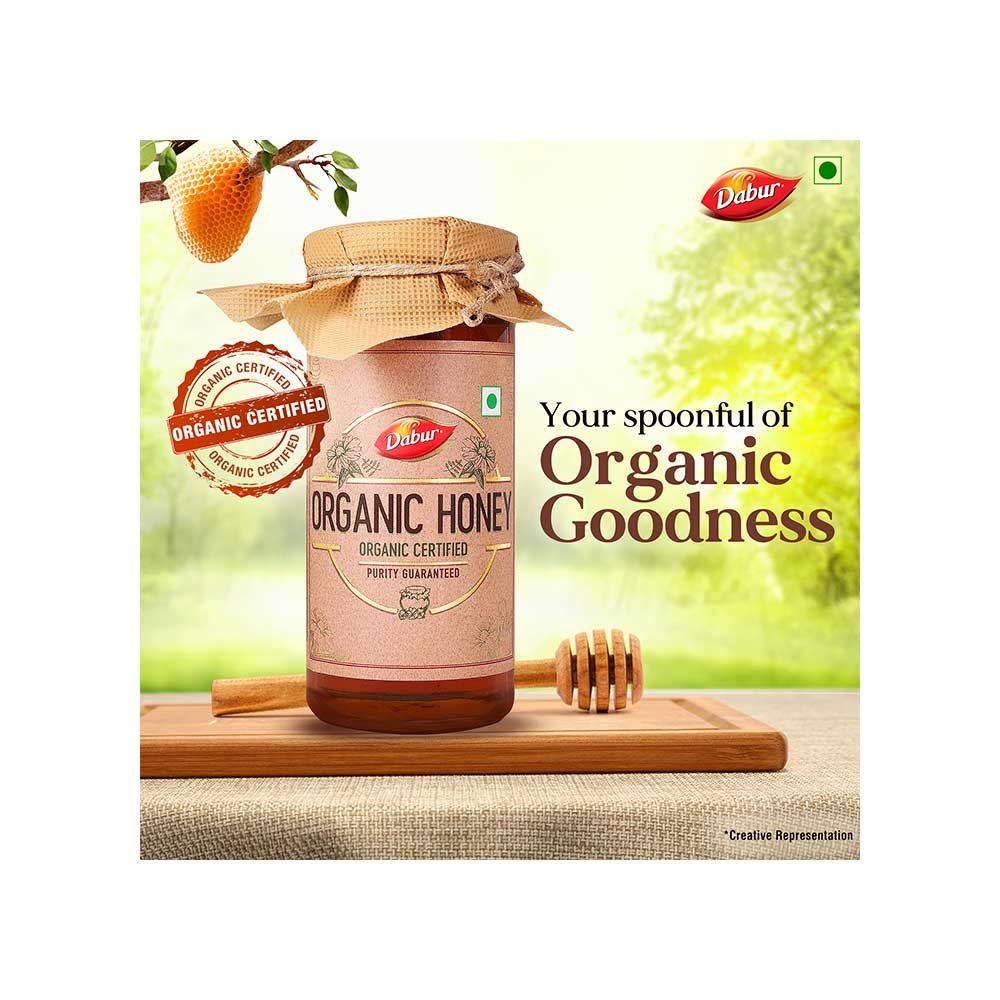 Dabur
ORGANIC CERTIFIED
ORGANIC CERTIFIED
ORGANIC CERTIFIED
Dabur
ORGANIC HONEY
ORGANIC CERTIFIED
PURITY GUARANTEED
Your spoonful of
Organic
Goodness
*Creative Representation